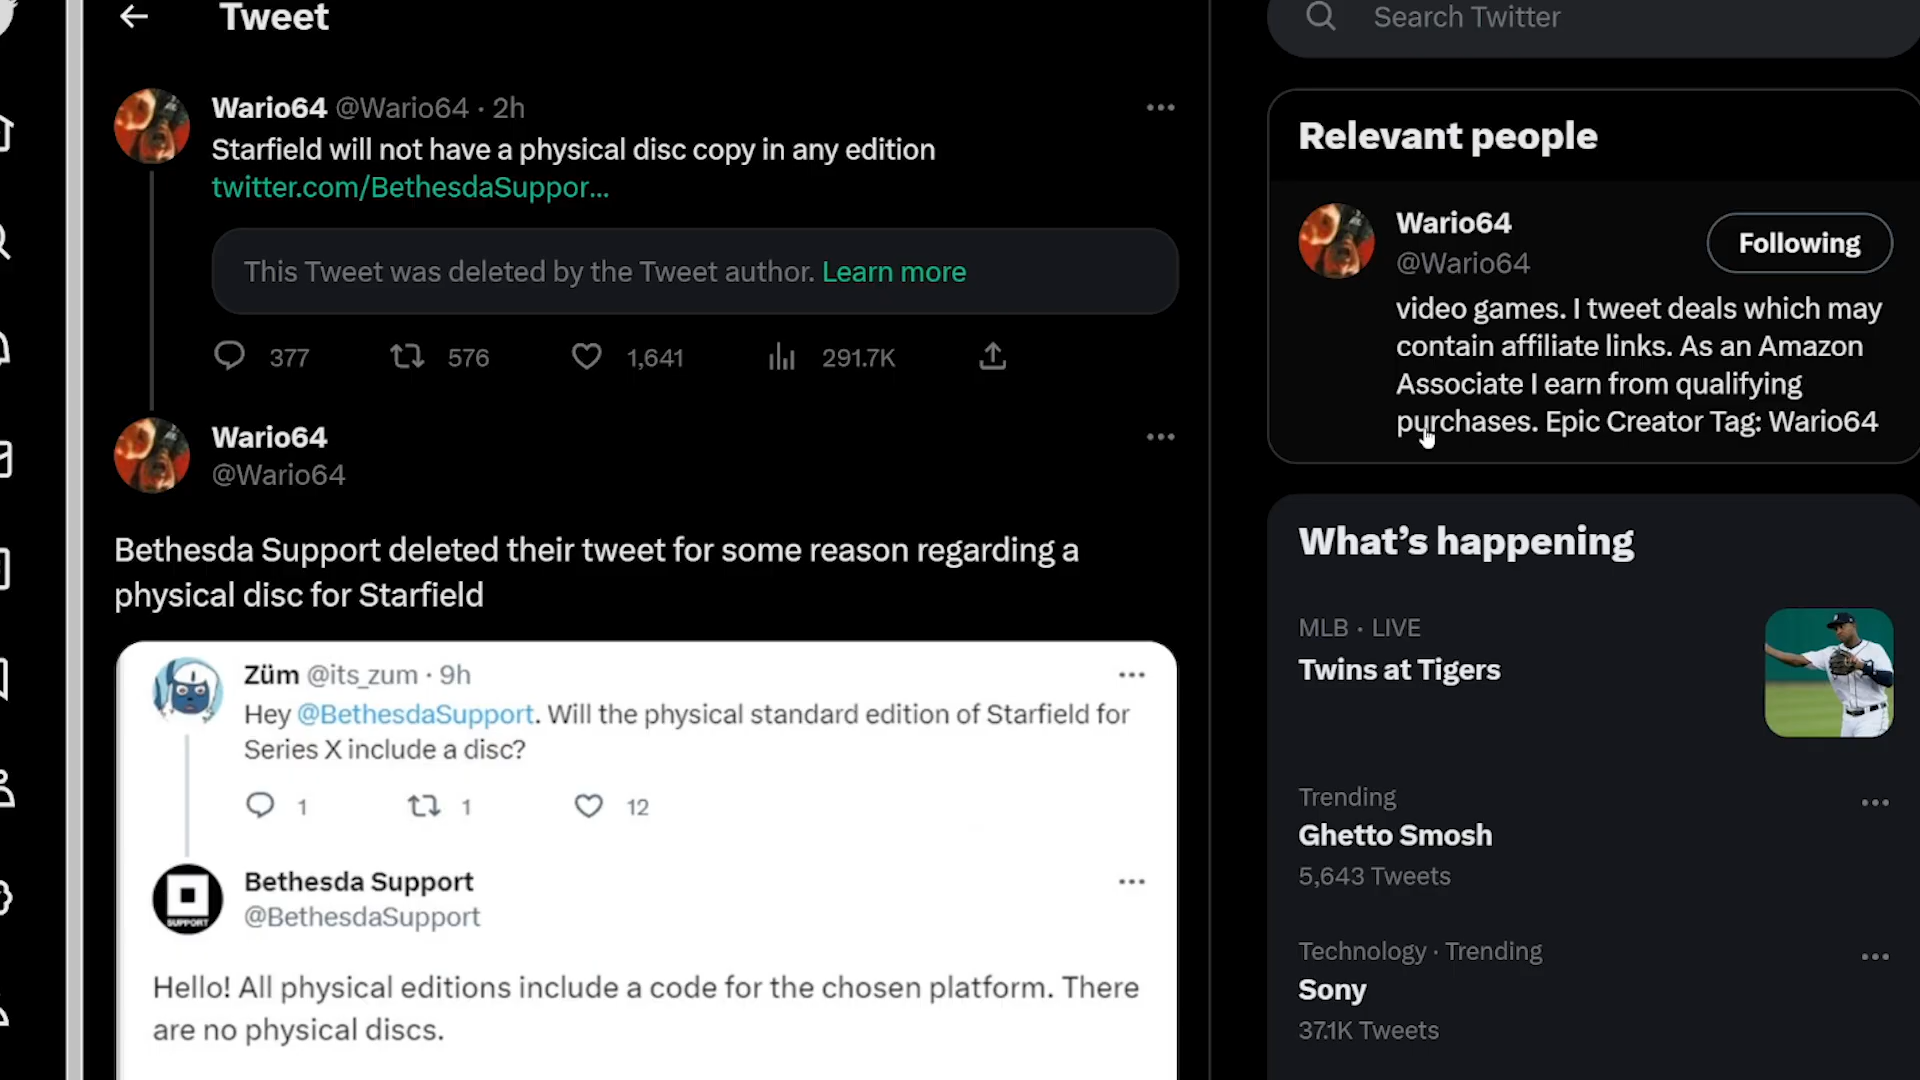 Tweet
Wario64 @Wario64 · 2h
Starfield will not have a physical disc copy in any edition
twitter.com/BethesdaSuppor...
This Tweet was deleted by the Tweet author. Learn more
377 576 1,641 291.7K
Wario64
@Wario64
Bethesda Support deleted their tweet for some reason regarding a
physical disc for Starfield
Züm @its_zum · 9h
Hey @BethesdaSupport. Will the physical standard edition of Starfield for
Series X include a disc?
1 1 12
Bethesda Support
@BethesdaSupport
SUPPORT
Hello! All physical editions include a code for the chosen platform. There
are no physical discs.
Search Twitter
Relevant people
Wario64
@Wario64
Following
video games. I tweet deals which may
contain affiliate links. As an Amazon
Associate I earn from qualifying
purchases. Epic Creator Tag: Wario64
What's happening
MLB · LIVE
Twins at Tigers
Trending
Ghetto Smosh
5,643 Tweets
Technology · Trending
Sony
37.1K Tweets